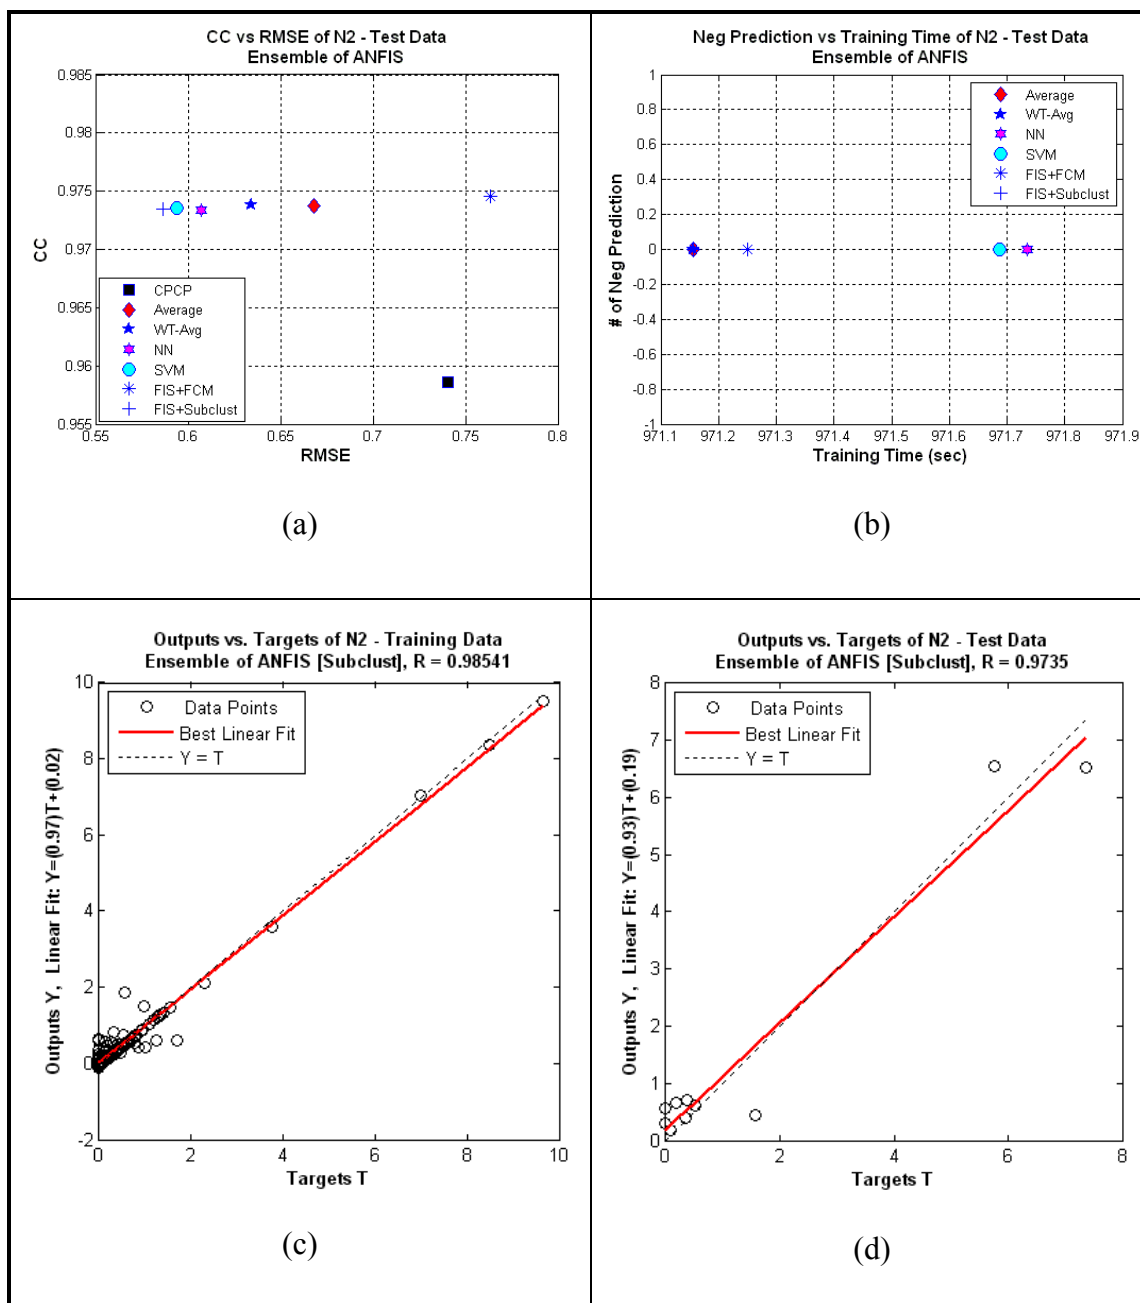 CC vs RMSE of N2 - Test Data
Ensemble of ANFIS
0.985
0.98
0.975
0.97
0.965
0.96
0.955
CC
CPCP
Average
WT-Avg
NN
SVM
FIS+FCM
FIS+Subclust
0.55 0.6 0.65 0.7 0.75 0.8
RMSE
(a)
Neg Prediction vs Training Time of N2 - Test Data
Ensemble of ANFIS
1
0.8
0.6
0.4
0.2
0
-0.2
-0.4
-0.6
-0.8
-1
# of Neg Prediction
Average
WT-Avg
NN
SVM
FIS+FCM
FIS+Subclust
971.1 971.2 971.3 971.4 971.5 971.6 971.7 971.8 971.9
Training Time (sec)
(b)
Outputs vs. Targets of N2 - Training Data
Ensemble of ANFIS [Subclust], R = 0.98541
10
8
6
4
2
0
-2
Outputs Y, Linear Fit: Y=(0.97)T+(0.02)
Data Points
Best Linear Fit
Y = T
0 2 4 6 8 10
Targets T
(c)
Outputs vs. Targets of N2 - Test Data
Ensemble of ANFIS [Subclust], R = 0.9735
8
7
6
5
4
3
2
1
0
Outputs Y, Linear Fit: Y=(0.93)T+(0.19)
Data Points
Best Linear Fit
Y = T
0 2 4 6 8
Targets T
(d)